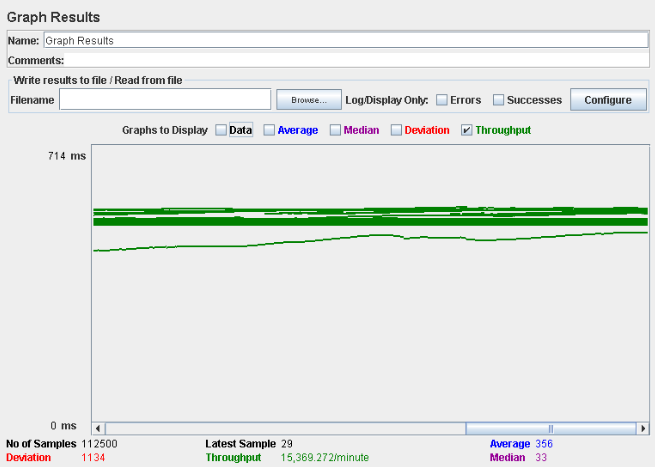 Graph Results
Name: Graph Results
Comments:
Write results to file / Read from file
Filename Browse... Log/Display Only: Errors Successes Configure
Graphs to Display Data Average Median Deviation Throughput
714 ms
0 ms
No of Samples 112500 Latest Sample 29 Average 356
Deviation 1134 Throughput 15,369.272/minute Median 33